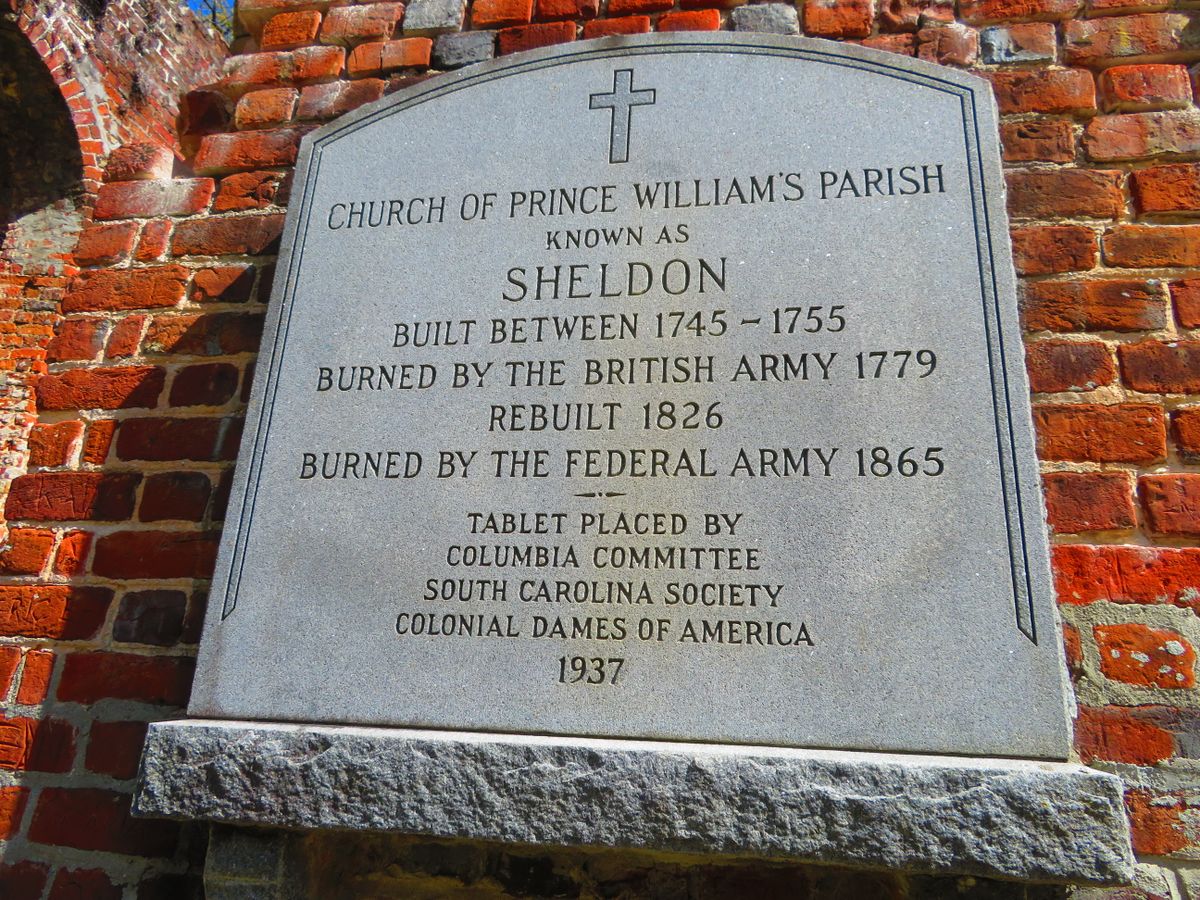 CHURCH OF PRINCE WILLIAM'S PARISH
KNOWN AS
SHELDON
BUILT BETWEEN 1745 - 1755
BURNED BY THE BRITISH ARMY 1779
REBUILT 1826
BURNED BY THE FEDERAL ARMY 1865
TABLET PLACED BY
COLUMBIA COMMITTEE
SOUTH CAROLINA SOCIETY
COLONIAL DAMES OF AMERICA
1937